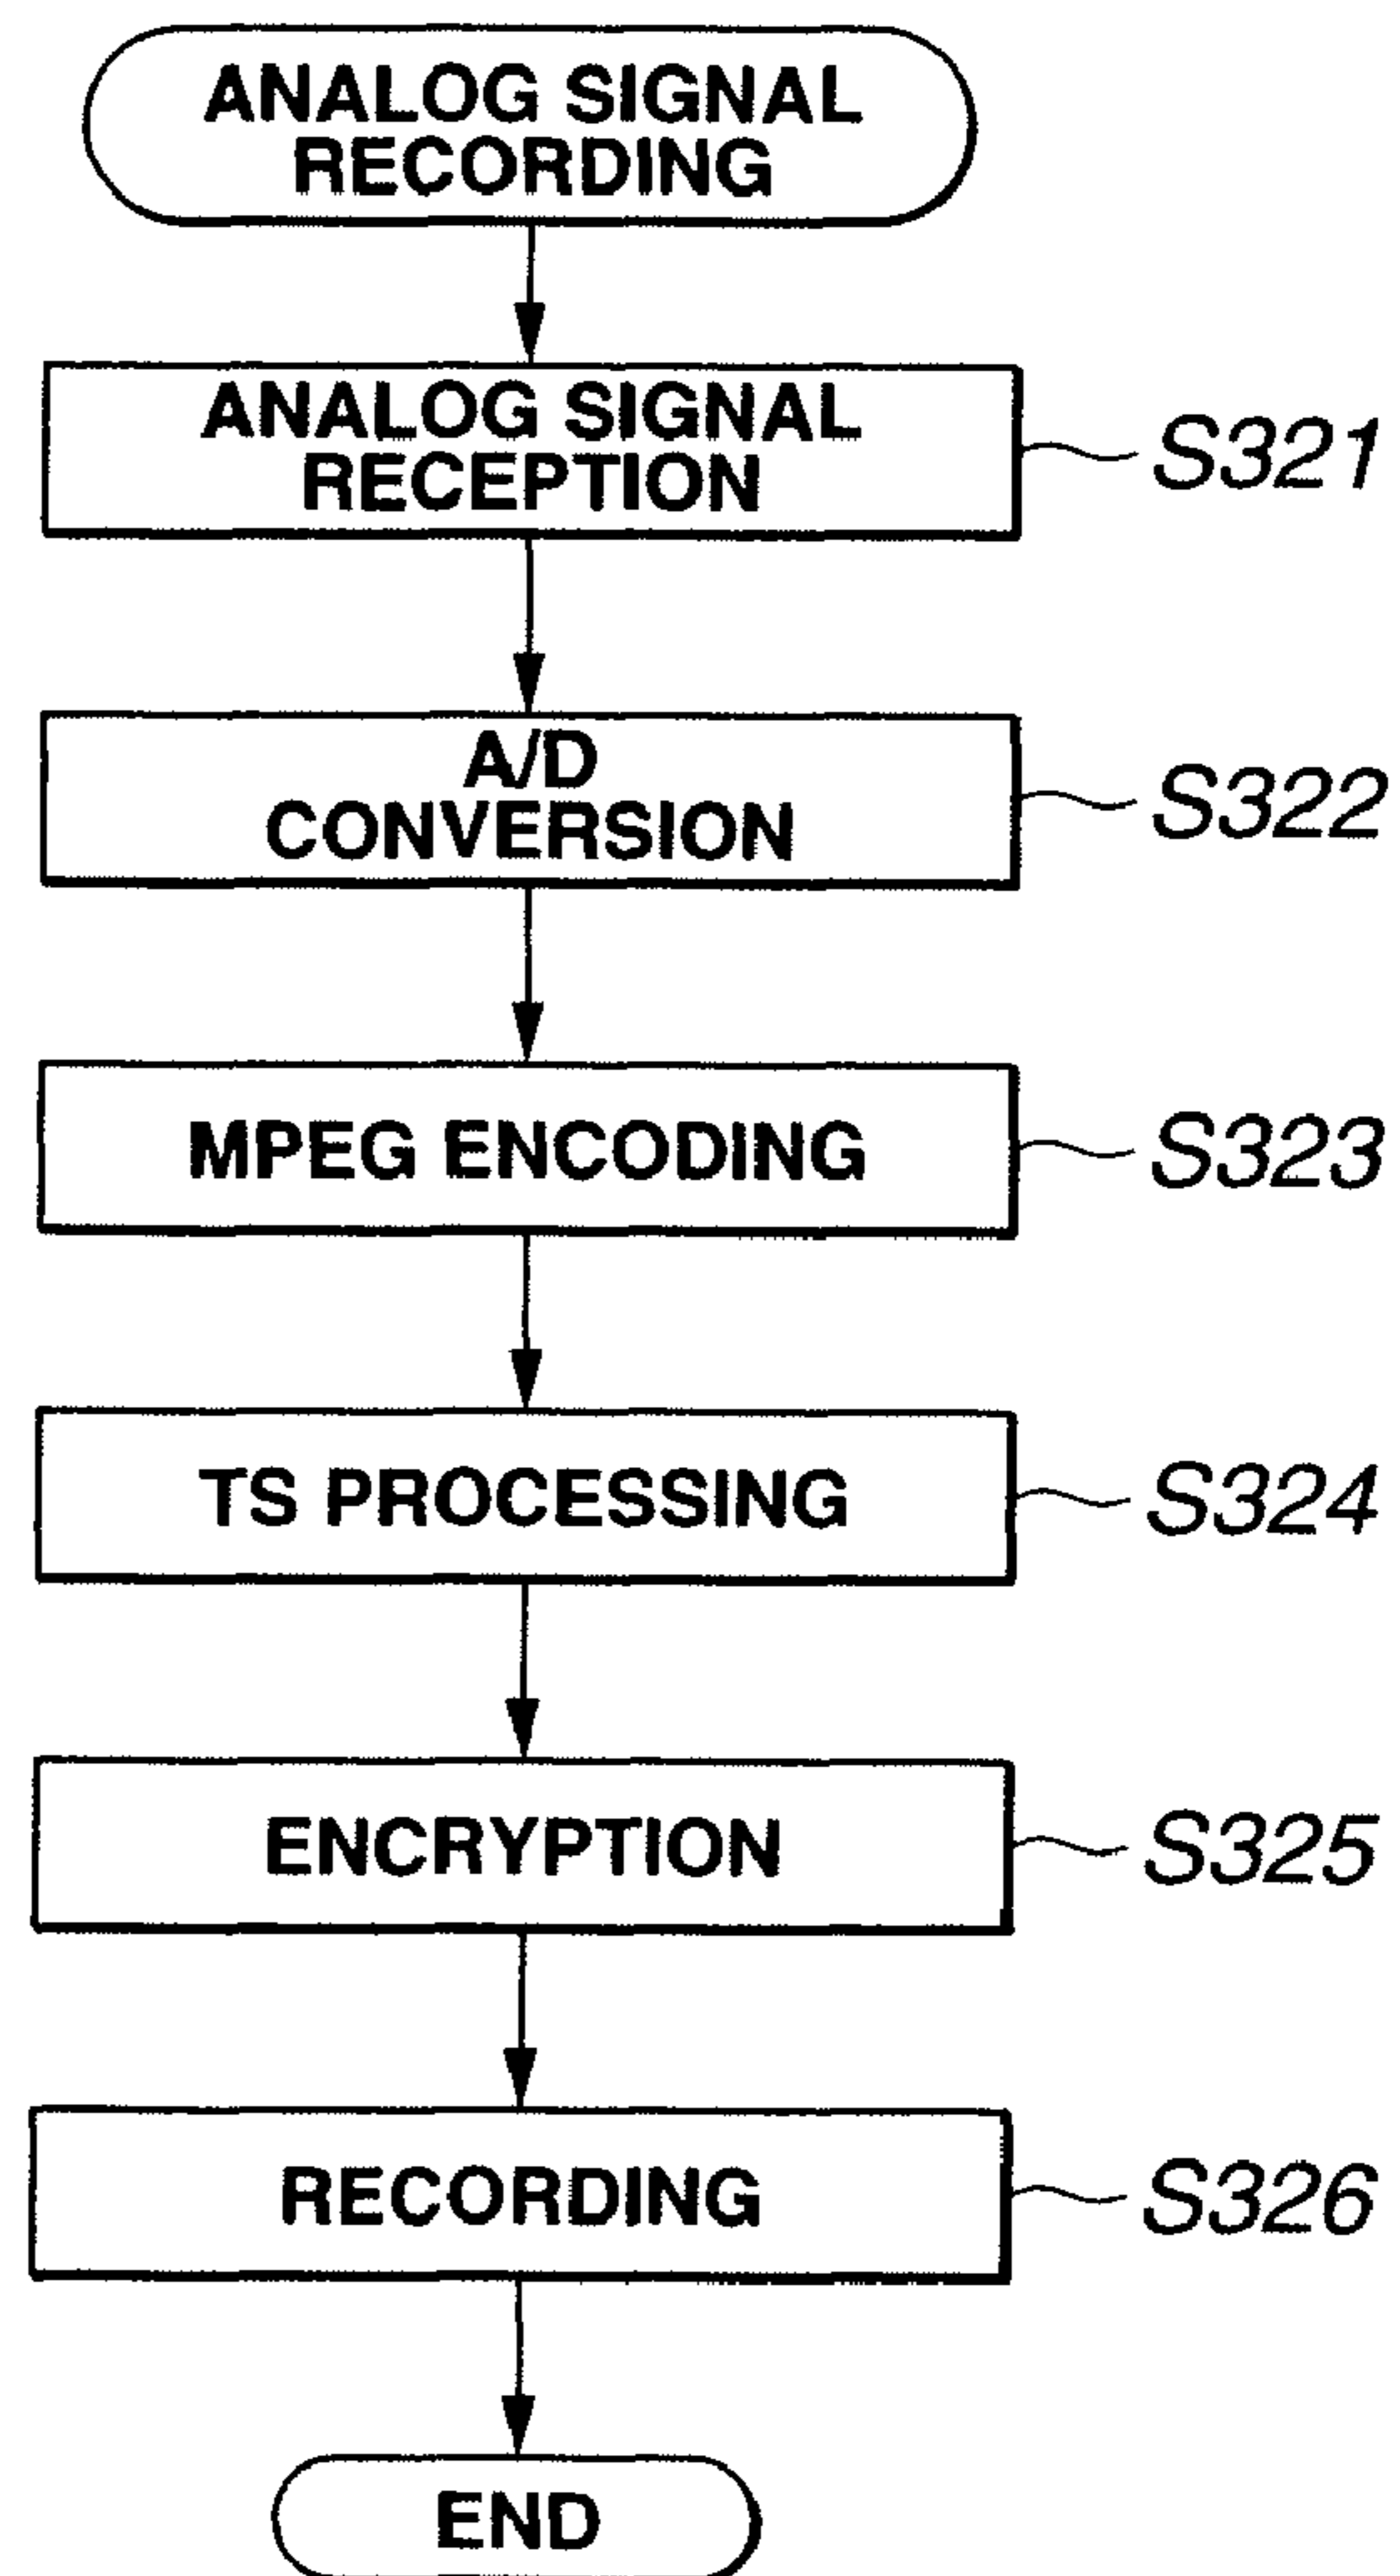 ANALOG SIGNAL
RECORDING
ANALOG SIGNAL
RECEPTION
S321
A/D
CONVERSION
S322
MPEG ENCODING
S323
TS PROCESSING
S324
ENCRYPTION
S325
RECORDING
S326
END